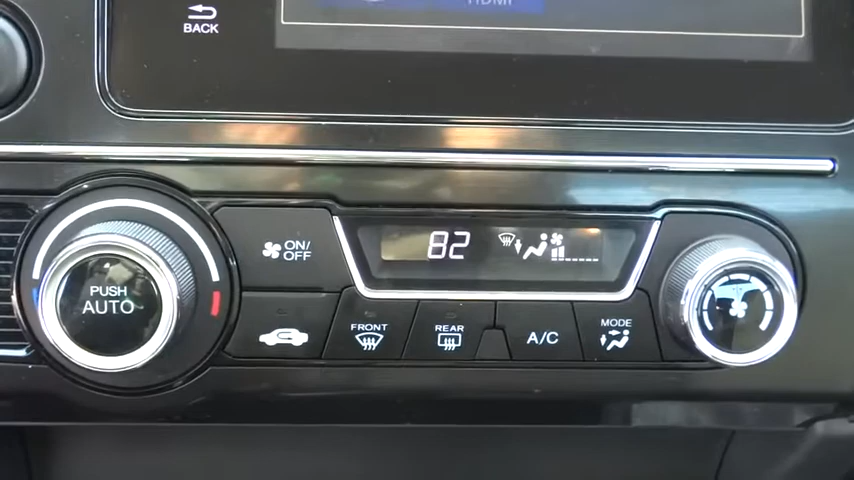 HDMI
BACK
ON/
OFF
82
PUSH
AUTO
FRONT
REAR
A/C
MODE